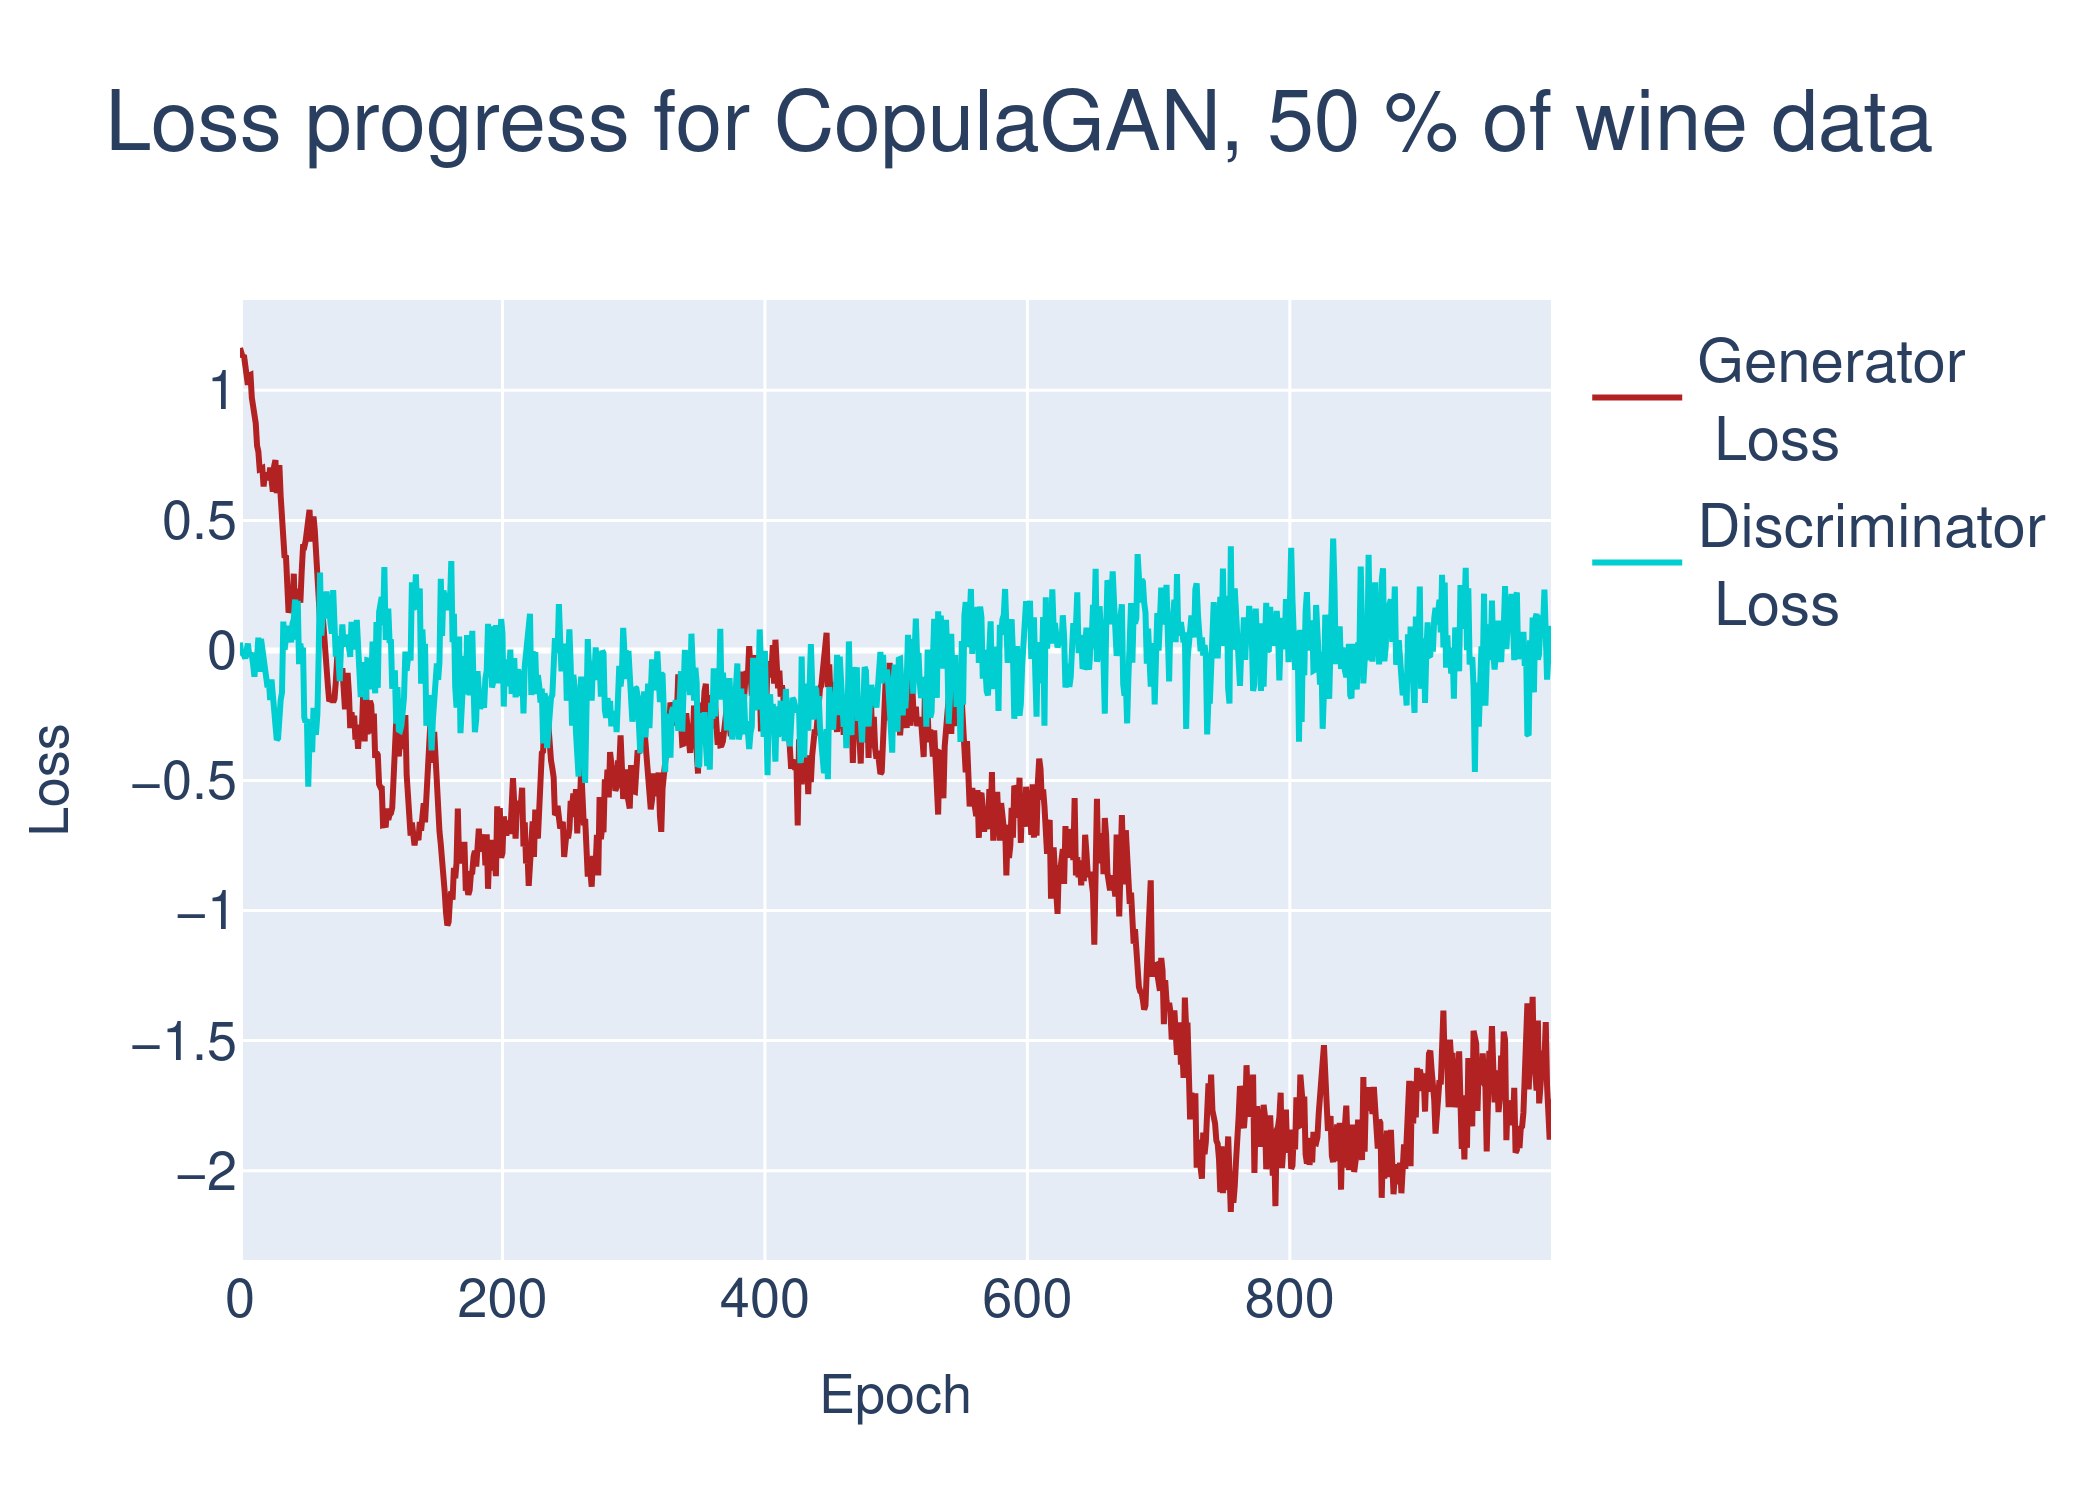 Loss progress for CopulaGAN, 50 % of wine data
Generator
Loss
Discriminator
Loss
1
0.5
0
−0.5
−1
−1.5
−2
Loss
0
200
400
600
800
Epoch